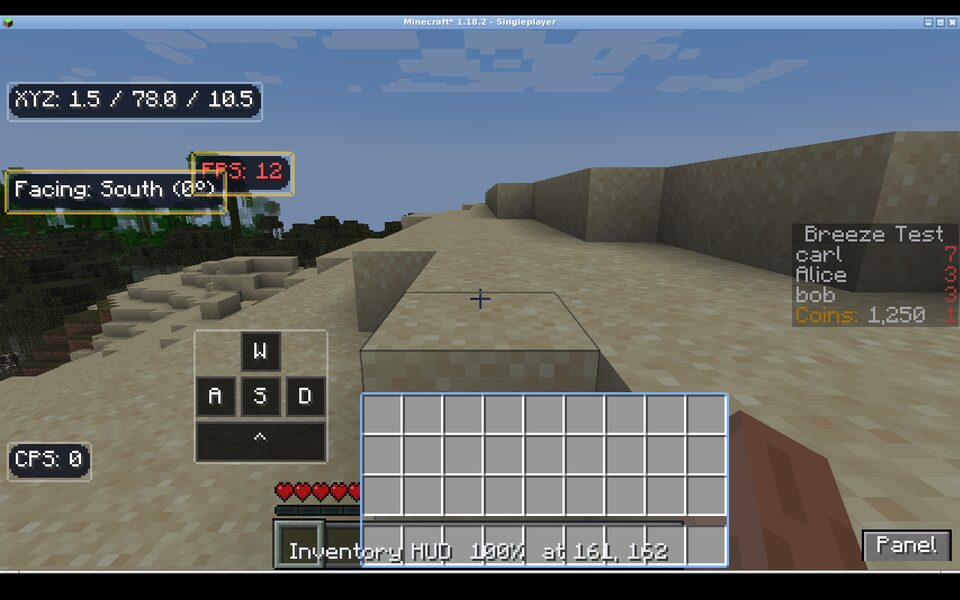 Minecraft* 1.18.2 - Singleplayer
XYZ: 1.5 / 78.0 / 10.5
FPS: 12
Facing: South (0°)
Breeze Test
carl 7
Alice 3
bob 3
Coins: 1,250 1
W
A S D
^
CPS: 0
Inventory HUD 100% at 161, 162
Panel